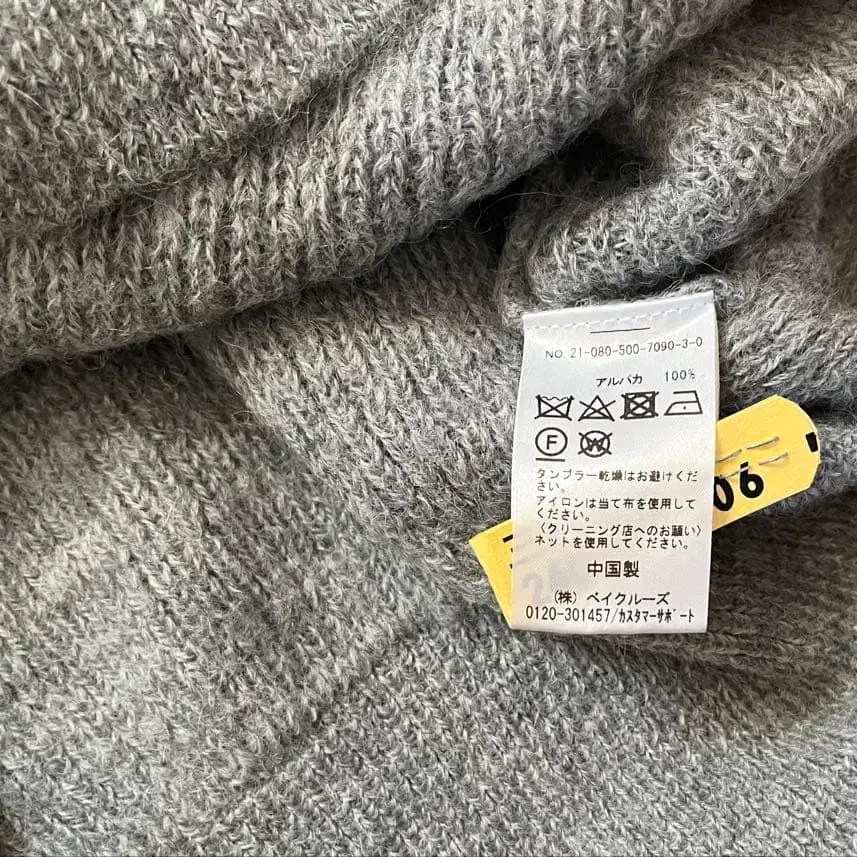 NO 21-080-500-7090-3-0
アルパカ 100%
F
W
タンブラー乾燥はお避けくだ
さい。
アイロンは当て布を使用して
ください。
〈クリーニング店へのお願い〉
ネットを使用してください。
中国製
(株) ベイクルーズ
0120-301457/カスタマーサポート
06